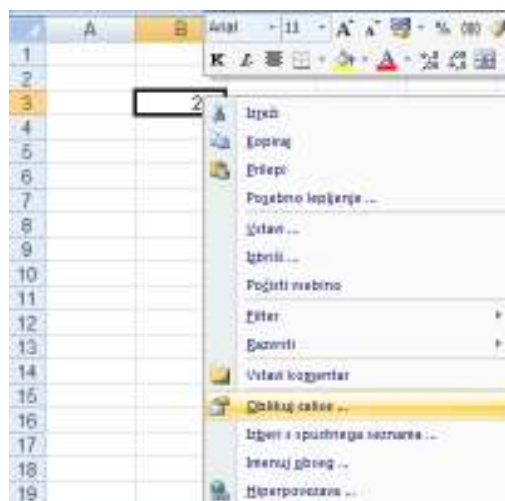 A B Arial 11 A A % 000
K L
1
2
3 2
4
5
6
7
8
9
10
11
12
13
14
15
16
17
18
19
Izreži
Kopiraj
Prilepi
Posebno lepljenje ...
Vstavi ...
Izbriši ...
Počisti vsebino
Filter
Razvrsti
Vstavi komentar
Oblikuj celice ...
Izberi s spustnega seznama ...
Imenuj obseg ...
Hiperpovezava ...